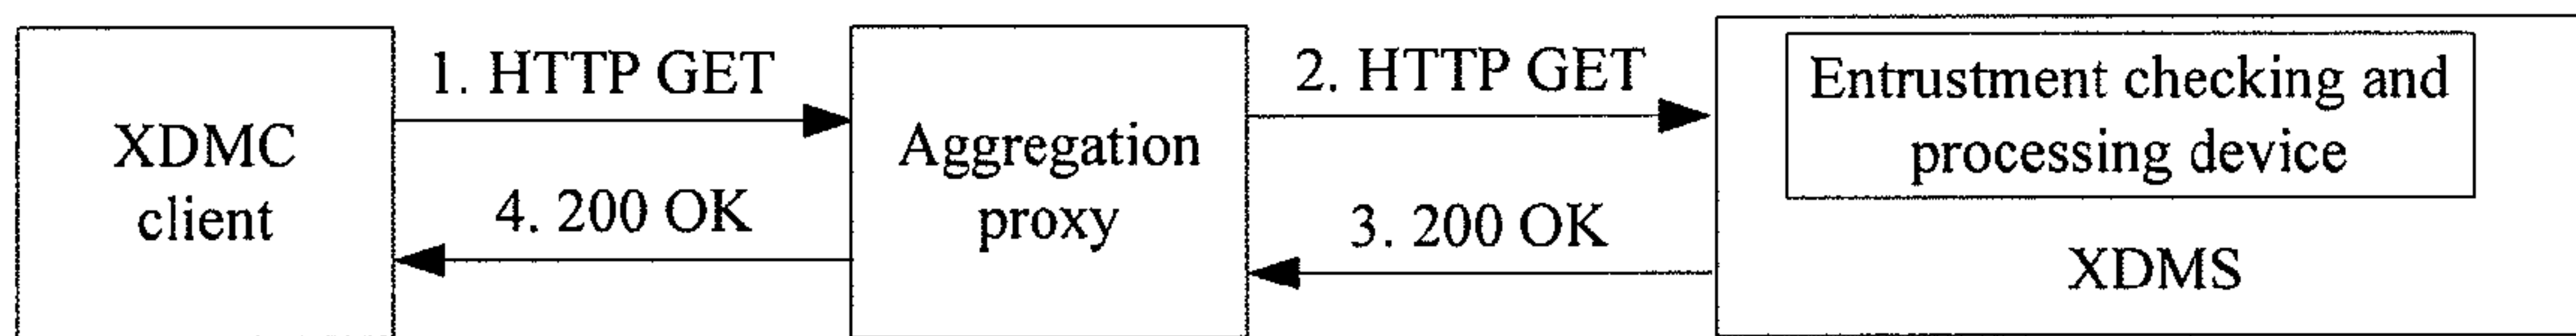 XDMC
client
1. HTTP GET
4. 200 OK
Aggregation
proxy
2. HTTP GET
3. 200 OK
Entrustment checking and
processing device
XDMS